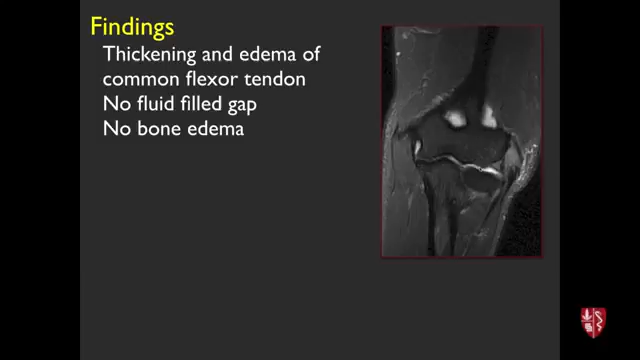 Findings
Thickening and edema of
common flexor tendon
No fluid filled gap
No bone edema